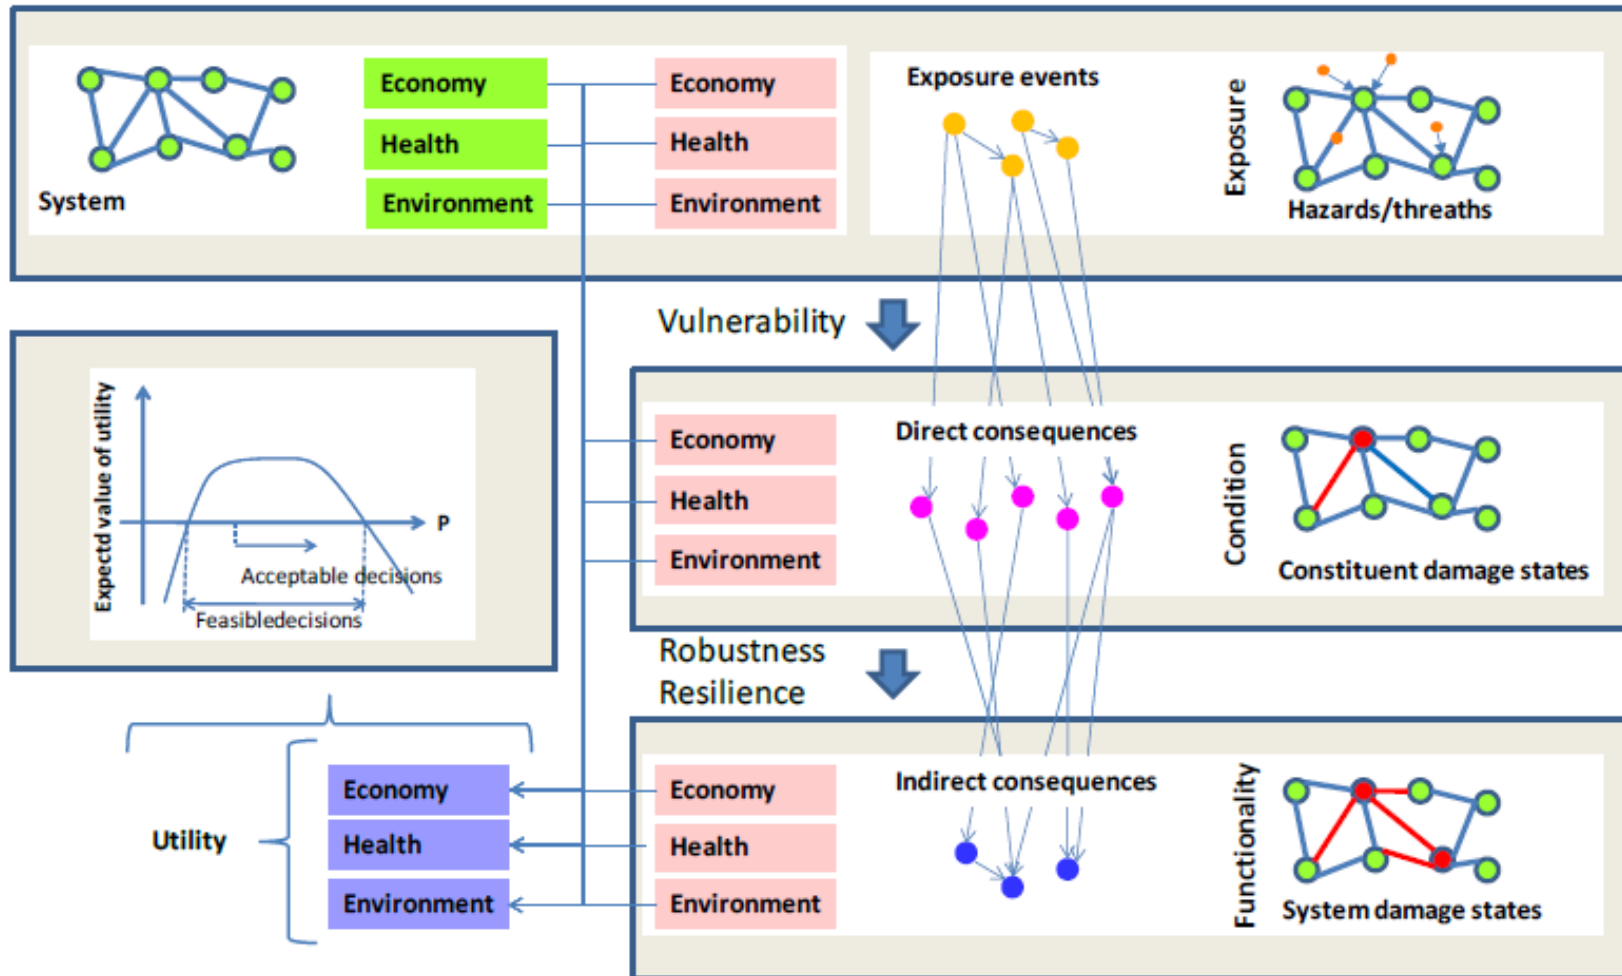 System
Economy
Health
Environment
Economy
Health
Environment
Exposure events
Exposure
Hazards/threaths
Vulnerability
Expectd value of utility
P
Acceptable decisions
Feasibledecisions
Economy
Health
Environment
Direct consequences
Condition
Constituent damage states
Robustness
Resilience
Utility
Economy
Health
Environment
Economy
Health
Environment
Indirect consequences
Functionality
System damage states